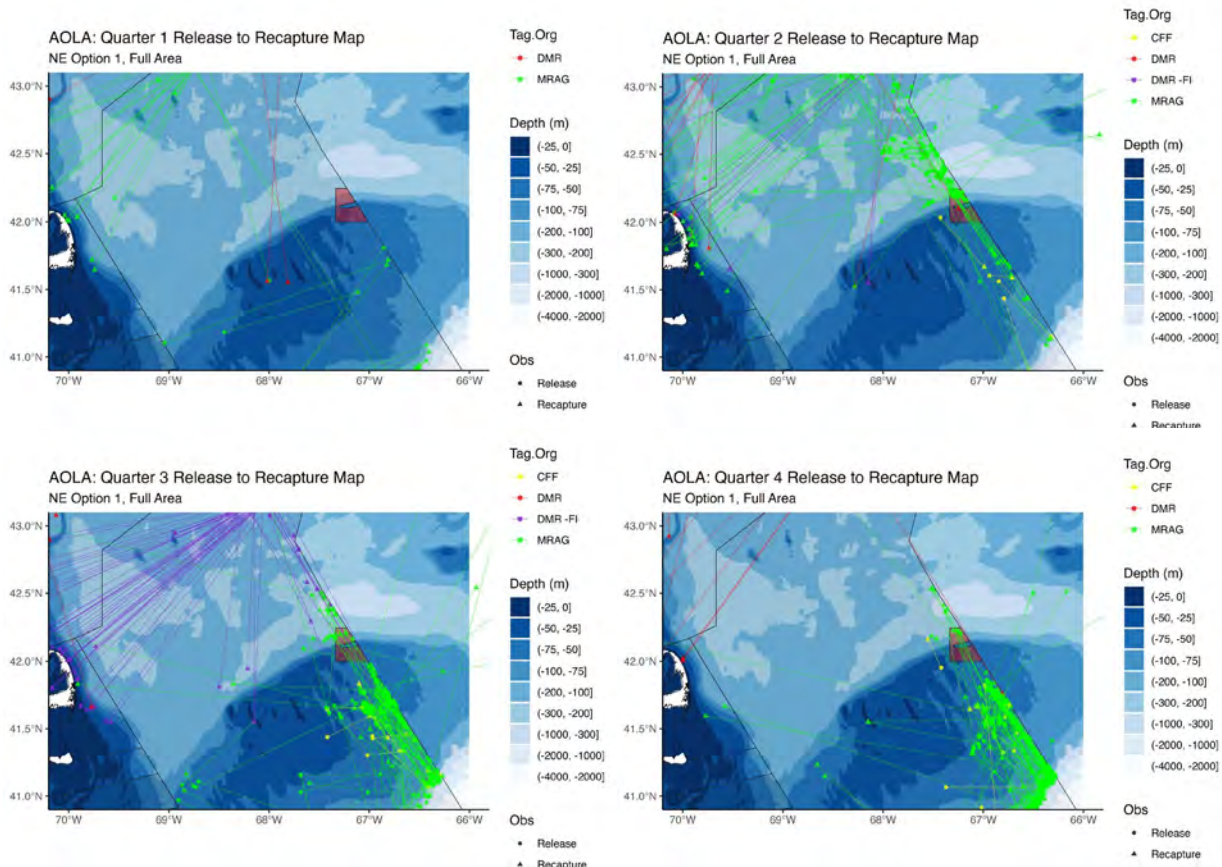 AOLA: Quarter 1 Release to Recapture Map
NE Option 1, Full Area
43.0°N
42.5°N
42.0°N
41.5°N
41.0°N
70°W 69°W 68°W 67°W 66°W
Tag.Org
DMR
MRAG
Depth (m)
(-25, 0]
(-50, -25]
(-75, -50]
(-100, -75]
(-200, -100]
(-300, -200]
(-1000, -300]
(-2000, -1000]
(-4000, -2000]
Obs
Release
Recapture
AOLA: Quarter 2 Release to Recapture Map
NE Option 1, Full Area
43.0°N
42.5°N
42.0°N
41.5°N
41.0°N
70°W 69°W 68°W 67°W 66°W
Tag.Org
CFF
DMR
DMR -FI
MRAG
Depth (m)
(-25, 0]
(-50, -25]
(-75, -50]
(-100, -75]
(-200, -100]
(-300, -200]
(-1000, -300]
(-2000, -1000]
(-4000, -2000]
Obs
Release
Recapture
AOLA: Quarter 3 Release to Recapture Map
NE Option 1, Full Area
43.0°N
42.5°N
42.0°N
41.5°N
41.0°N
70°W 69°W 68°W 67°W 66°W
Tag.Org
CFF
DMR
DMR -FI
MRAG
Depth (m)
(-25, 0]
(-50, -25]
(-75, -50]
(-100, -75]
(-200, -100]
(-300, -200]
(-1000, -300]
(-2000, -1000]
(-4000, -2000]
Obs
Release
Recapture
AOLA: Quarter 4 Release to Recapture Map
NE Option 1, Full Area
43.0°N
42.5°N
42.0°N
41.5°N
41.0°N
70°W 69°W 68°W 67°W 66°W
Tag.Org
CFF
DMR
MRAG
Depth (m)
(-25, 0]
(-50, -25]
(-75, -50]
(-100, -75]
(-200, -100]
(-300, -200]
(-1000, -300]
(-2000, -1000]
(-4000, -2000]
Obs
Release
Recapture